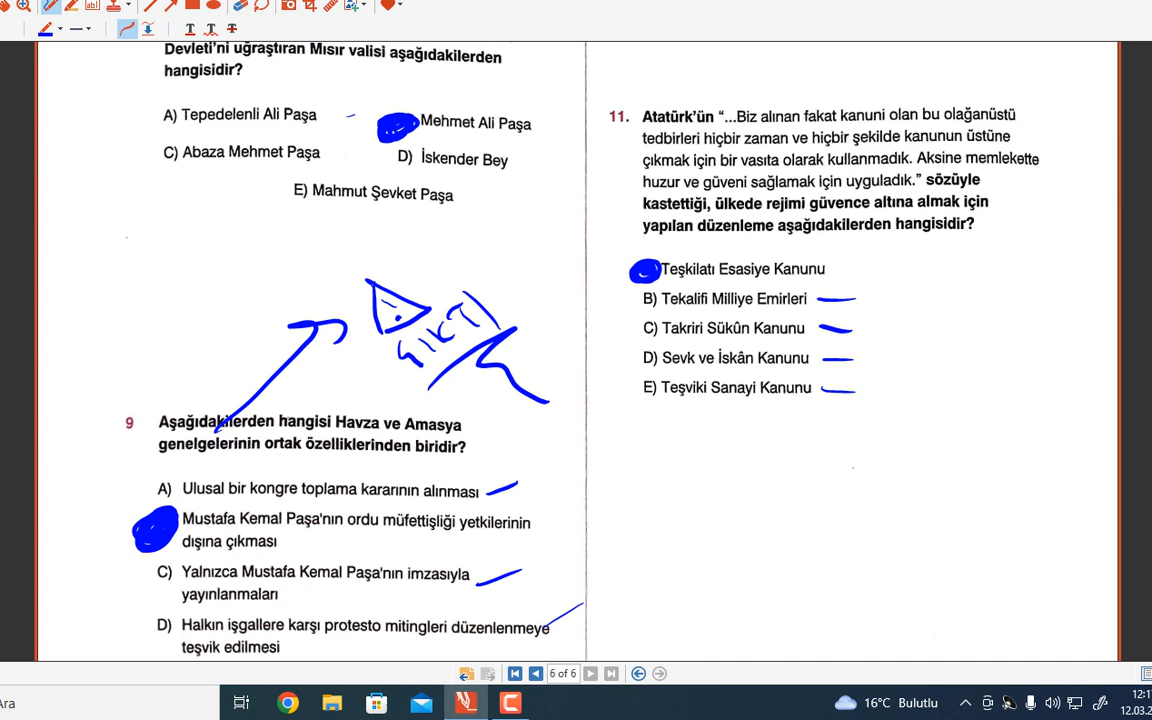 Devleti'ni uğraştıran Mısır valisi aşağıdakilerden
hangisidir?
A) Tepedelenli Ali Paşa
Mehmet Ali Paşa
C) Abaza Mehmet Paşa
D) İskender Bey
E) Mahmut Şevket Paşa
9 Aşağıdakilerden hangisi Havza ve Amasya
genelgelerinin ortak özelliklerinden biridir?
A) Ulusal bir kongre toplama kararının alınması
Mustafa Kemal Paşa'nın ordu müfettişliği yetkilerinin
dışına çıkması
C) Yalnızca Mustafa Kemal Paşa'nın imzasıyla
yayınlanmaları
D) Halkın işgallere karşı protesto mitingleri düzenlenmeye
teşvik edilmesi
11. Atatürk'ün “...Biz alınan fakat kanuni olan bu olağanüstü
tedbirleri hiçbir zaman ve hiçbir şekilde kanunun üstüne
çıkmak için bir vasıta olarak kullanmadık. Aksine memlekette
huzur ve güveni sağlamak için uyguladık.” sözüyle
kastettiği, ülkede rejimi güvence altına almak için
yapılan düzenleme aşağıdakilerden hangisidir?
Teşkilatı Esasiye Kanunu
B) Tekalifi Milliye Emirleri
C) Takriri Sükûn Kanunu
D) Sevk ve İskân Kanunu
E) Teşviki Sanayi Kanunu
6 of 6
Ara
16°C Bulutlu
12.03.2